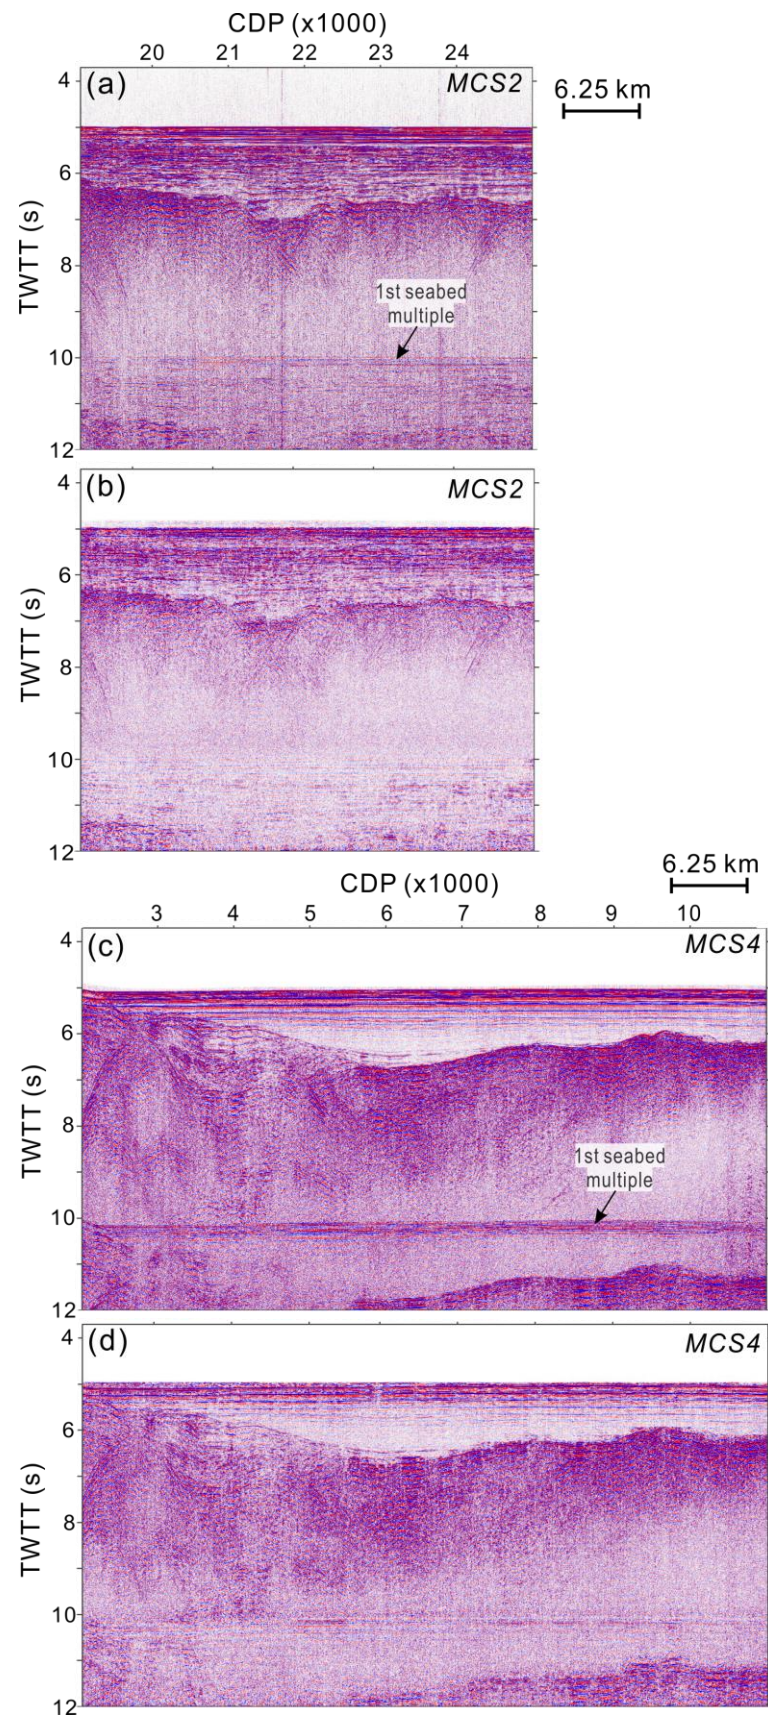 CDP (x1000)
20 21 22 23 24
6.25 km
(a) MCS2
4
6
8
10
12
TWTT (s)
1st seabed
multiple
(b) MCS2
4
6
8
10
12
TWTT (s)
6.25 km
CDP (x1000)
3 4 5 6 7 8 9 10
(c) MCS4
4
6
8
10
12
TWTT (s)
1st seabed
multiple
(d) MCS4
4
6
8
10
12
TWTT (s)